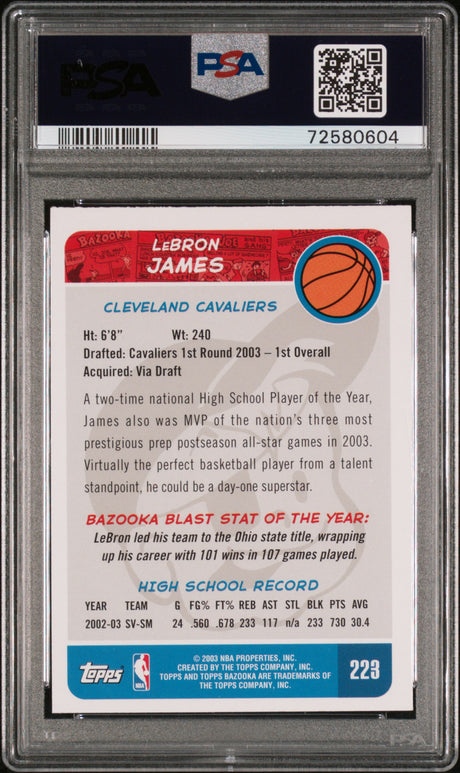 PSA
PSA
72580604
BAZOOKA
LEBRON
JAMES
CLEVELAND CAVALIERS
Ht: 6'8" Wt: 240
Drafted: Cavaliers 1st Round 2003 – 1st Overall
Acquired: Via Draft
A two-time national High School Player of the Year,
James also was MVP of the nation's three most
prestigious prep postseason all-star games in 2003.
Virtually the perfect basketball player from a talent
standpoint, he could be a day-one superstar.
BAZOOKA BLAST STAT OF THE YEAR:
LeBron led his team to the Ohio state title, wrapping
up his career with 101 wins in 107 games played.
HIGH SCHOOL RECORD
YEAR TEAM G FG% FT% REB AST STL BLK PTS AVG
2002-03 SV-SM 24 .560 .678 233 117 n/a 233 730 30.4
© 2003 NBA PROPERTIES, INC.
CREATED BY THE TOPPS COMPANY, INC.
TOPPS AND TOPPS BAZOOKA ARE TRADEMARKS OF
THE TOPPS COMPANY, INC.
topps
NBA
223